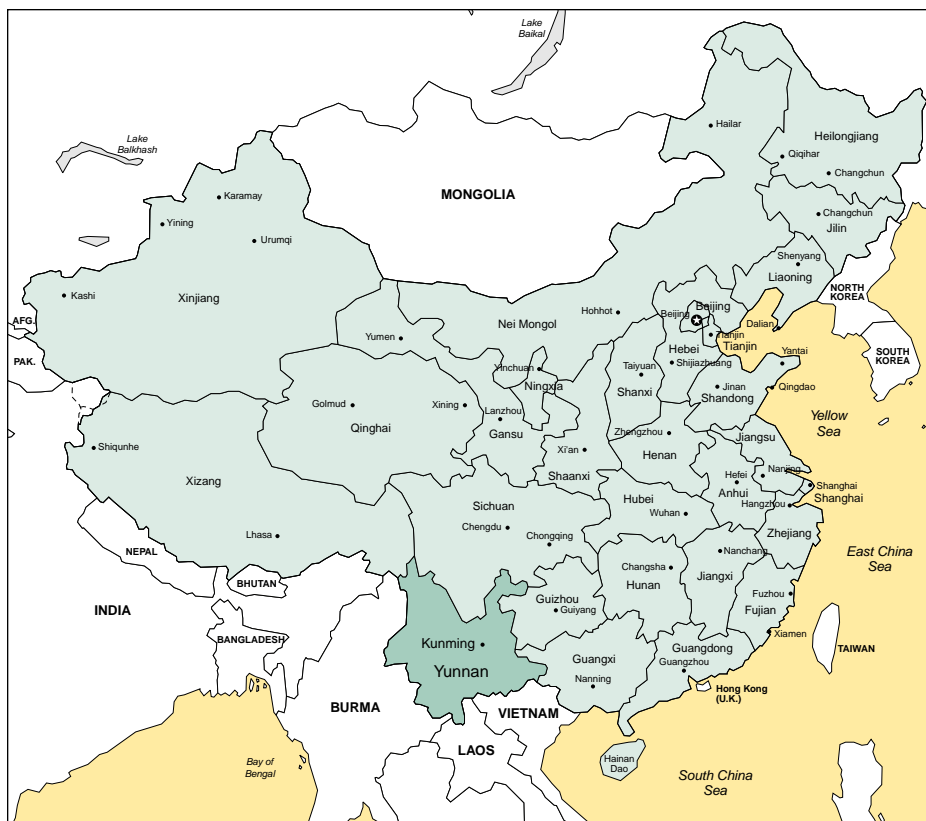 Lake
Baikal
Lake
Balkhash
Hailar
Heilongjiang
Qiqihar
Changchun
Karamay
MONGOLIA
Yining
Changchun
Jilin
Urumqi
Shenyang
Liaoning
Kashi
Xinjiang
NORTH
KOREA
Beijing
Hohhot
Beijing
AFG.
Nei Mongol
Dalian
Yumen
Tianjin
Tianjin
Hebei
Yantai
SOUTH
KOREA
PAK.
Shijiazhuang
Yinchuan
Taiyuan
Ningxia
Jinan
Qingdao
Shanxi
Shandong
Golmud
Xining
Lanzhou
Yellow
Sea
Qinghai
Gansu
Zhengzhou
Jiangsu
Shiqunhe
Xi'an
Henan
Shaanxi
Hefei
Nanjing
Xizang
Anhui
Shanghai
Shanghai
Sichuan
Hubei
Hangzhou
Wuhan
Chengdu
Zhejiang
Lhasa
Chongqing
NEPAL
Nanchang
East China
Sea
Changsha
Jiangxi
BHUTAN
Hunan
Guizhou
Fuzhou
INDIA
Guiyang
Fujian
Xiamen
BANGLADESH
Kunming
Guangdong
TAIWAN
Guangxi
Yunnan
Guangzhou
Nanning
Hong Kong
(U.K.)
BURMA
VIETNAM
LAOS
Bay of
Bengal
Hainan
Dao
South China
Sea